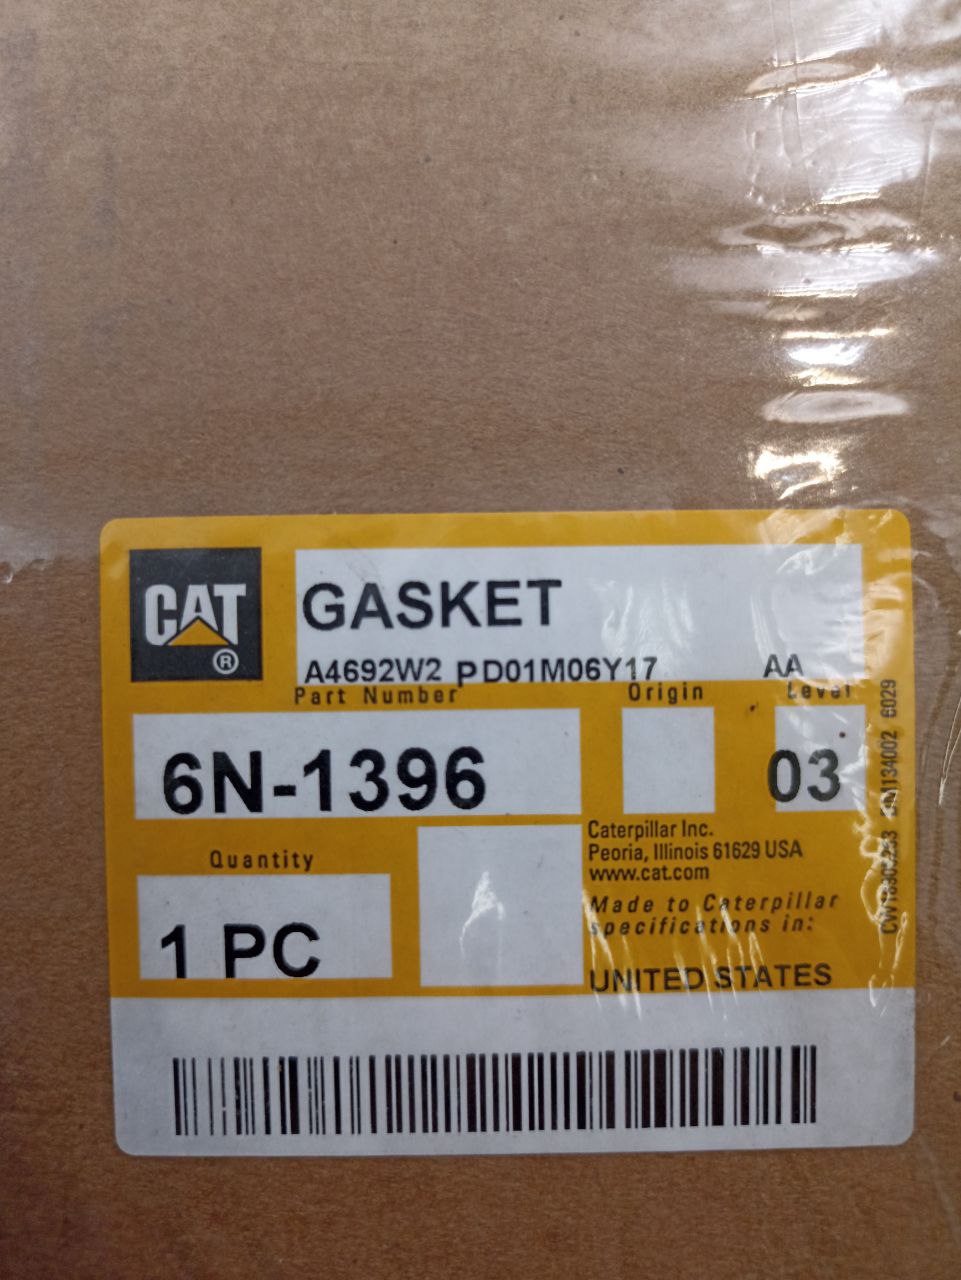 CAT
®
GASKET
A4692W2 PD01M06Y17 AA
Part Number Origin Level
6N-1396 03
Quantity
1 PC
Caterpillar Inc.
Peoria, Illinois 61629 USA
www.cat.com
Made to Caterpillar
specifications in:
UNITED STATES
6029